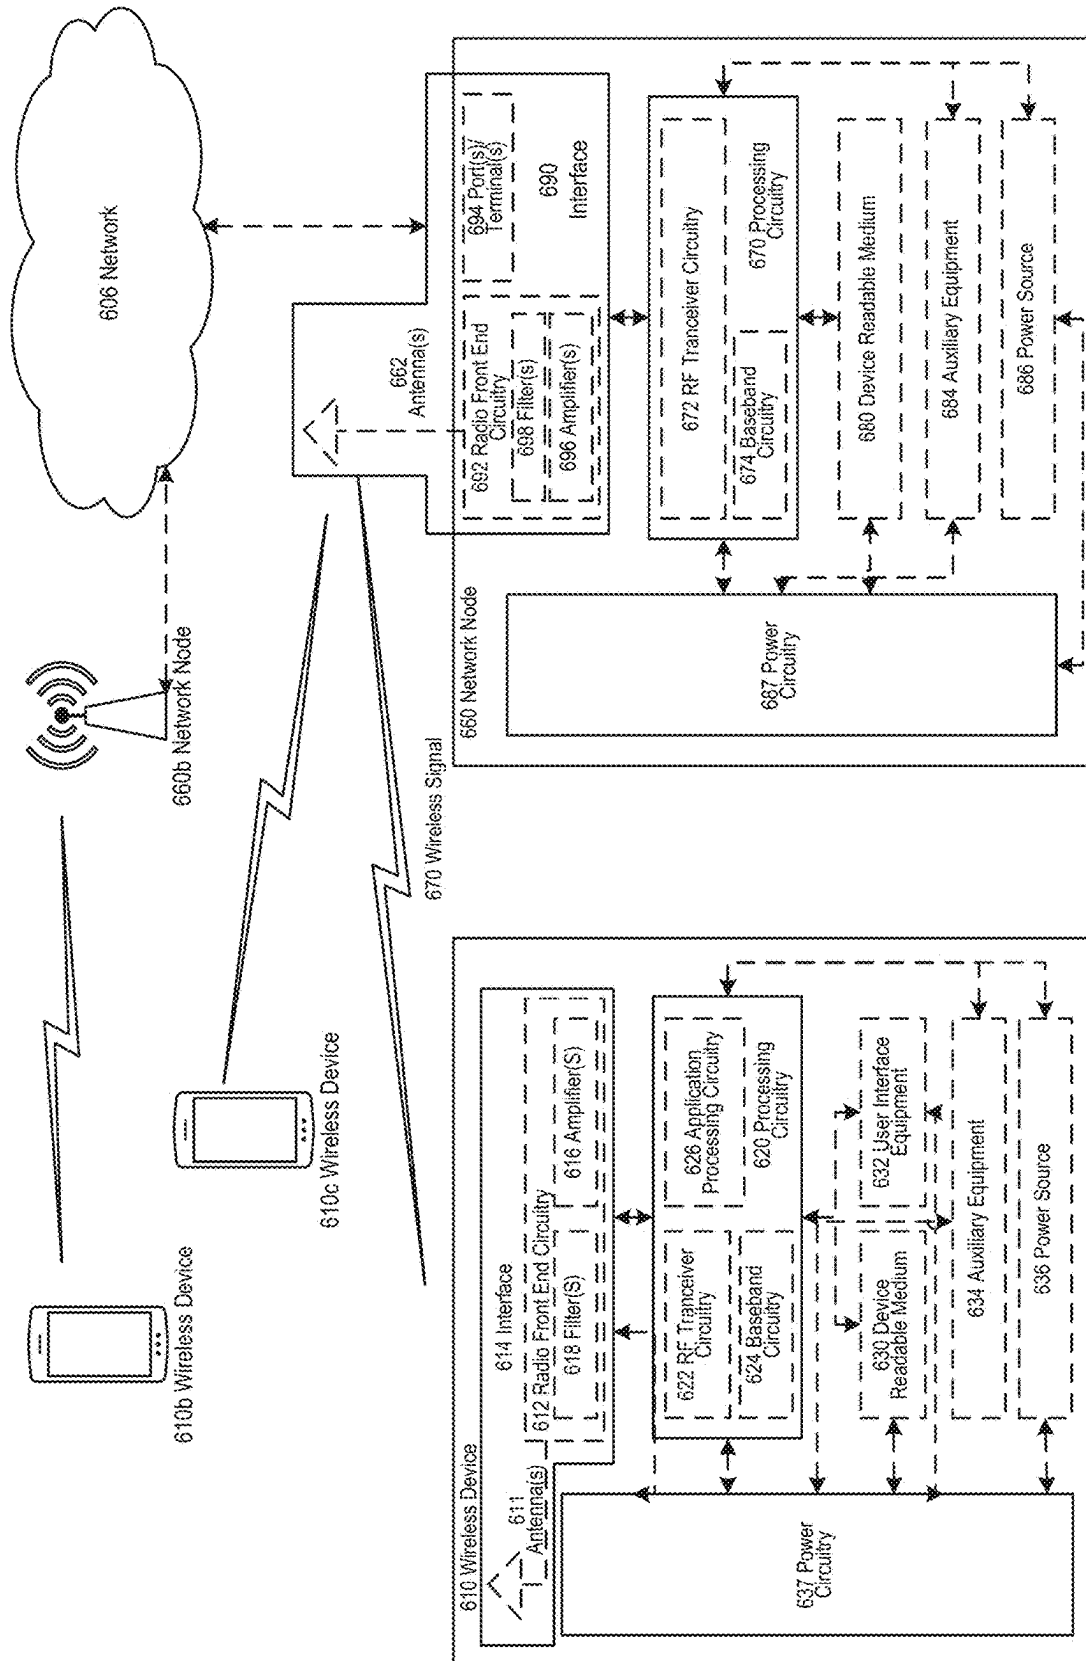 606 Network
660b Network Node
610b Wireless Device
610c Wireless Device
670 Wireless Signal
662
Antenna(s)
660 Network Node
694 Port(s)/
Terminal(s)
690
Interface
692 Radio Front End
Circuitry
698 Filter(s)
696 Amplifier(s)
672 RF Tranceiver Circuitry
674 Baseband
Circuitry
670 Processing
Circuitry
680 Device Readable Medium
684 Auxiliary Equipment
686 Power Source
687 Power
Circuitry
610 Wireless Device
611
Antenna(s)
614 Interface
612 Radio Front End Circuitry
618 Filter(S)
616 Amplifier(S)
622 RF Tranceiver
Circuitry
624 Baseband
Circuitry
626 Application
Processing Circuitry
620 Processing
Circuitry
630 Device
Readable Medium
632 User Interface
Equipment
634 Auxiliary Equipment
636 Power Source
637 Power
Circuitry